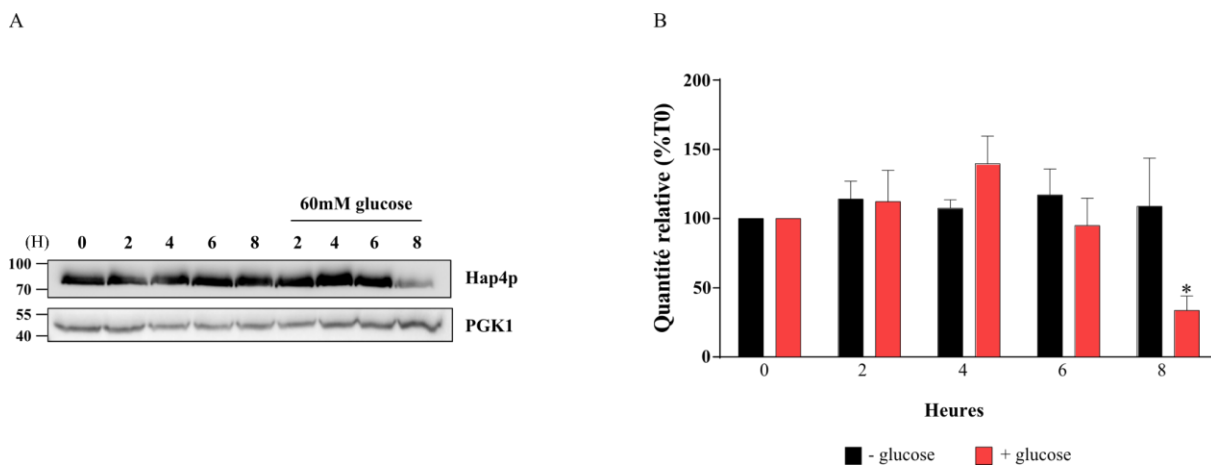 A
60mM glucose
(H) 0 2 4 6 8 2 4 6 8
100
70
Hap4p
55
40
PGK1
B
Quantité relative (%T0)
200
150
100
50
0
*
0 2 4 6 8
Heures
- glucose + glucose